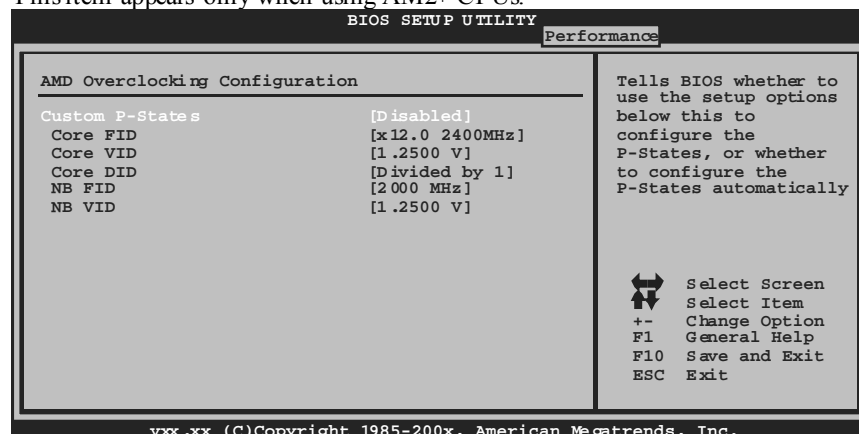 This item appears only when using AM2+ CPUs.
BIOS SETUP UTILITY
Performance
AMD Overclocking Configuration
Custom P-States [Disabled]
Core FID [x12.0 2400MHz]
Core VID [1.2500 V]
Core DID [Divided by 1]
NB FID [2000 MHz]
NB VID [1.2500 V]
Tells BIOS whether to
use the setup options
below this to
configure the
P-States, or whether
to configure the
P-States automatically
Select Screen
Select Item
+- Change Option
F1 General Help
F10 Save and Exit
ESC Exit
vxx.xx (C)Copyright 1985-200x, American Megatrends, Inc.